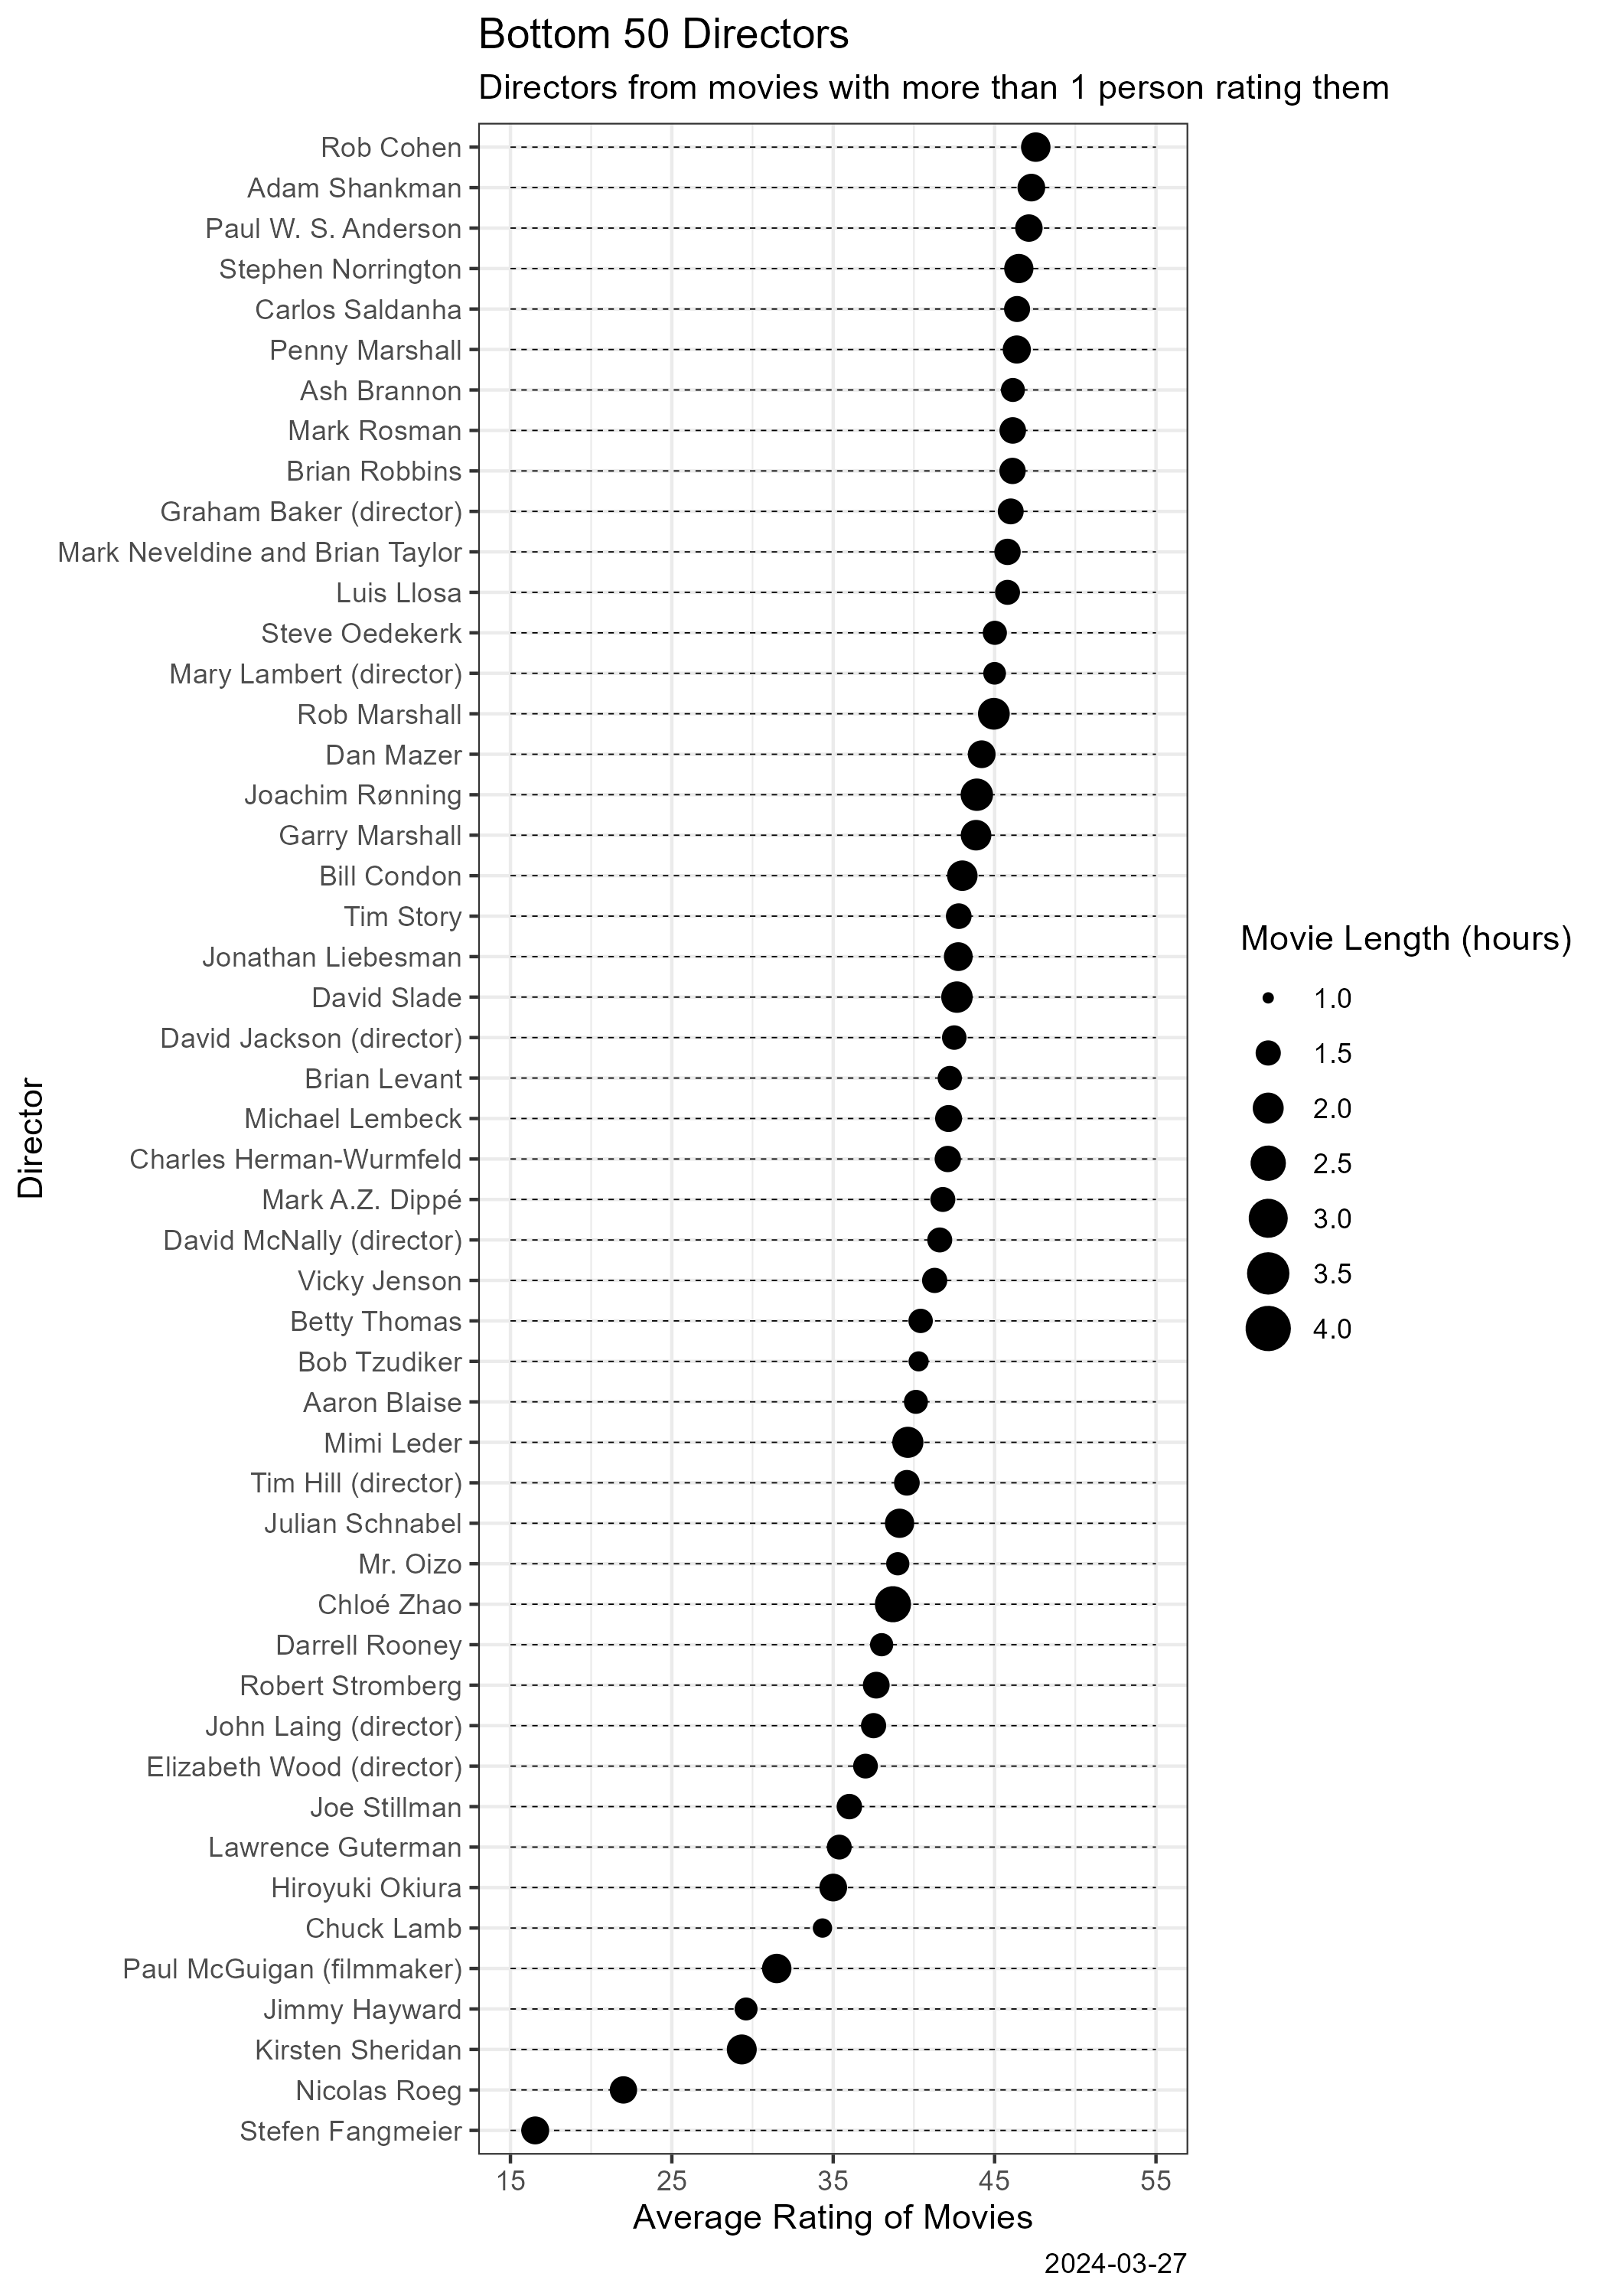 Bottom 50 Directors
Directors from movies with more than 1 person rating them
Director
Rob Cohen
Adam Shankman
Paul W. S. Anderson
Stephen Norrington
Carlos Saldanha
Penny Marshall
Ash Brannon
Mark Rosman
Brian Robbins
Graham Baker (director)
Mark Neveldine and Brian Taylor
Luis Llosa
Steve Oedekerk
Mary Lambert (director)
Rob Marshall
Dan Mazer
Joachim Rønning
Garry Marshall
Bill Condon
Tim Story
Jonathan Liebesman
David Slade
David Jackson (director)
Brian Levant
Michael Lembeck
Charles Herman-Wurmfeld
Mark A.Z. Dippé
David McNally (director)
Vicky Jenson
Betty Thomas
Bob Tzudiker
Aaron Blaise
Mimi Leder
Tim Hill (director)
Julian Schnabel
Mr. Oizo
Chloé Zhao
Darrell Rooney
Robert Stromberg
John Laing (director)
Elizabeth Wood (director)
Joe Stillman
Lawrence Guterman
Hiroyuki Okiura
Chuck Lamb
Paul McGuigan (filmmaker)
Jimmy Hayward
Kirsten Sheridan
Nicolas Roeg
Stefen Fangmeier
15 25 35 45 55
Average Rating of Movies
Movie Length (hours)
1.0
1.5
2.0
2.5
3.0
3.5
4.0
2024-03-27